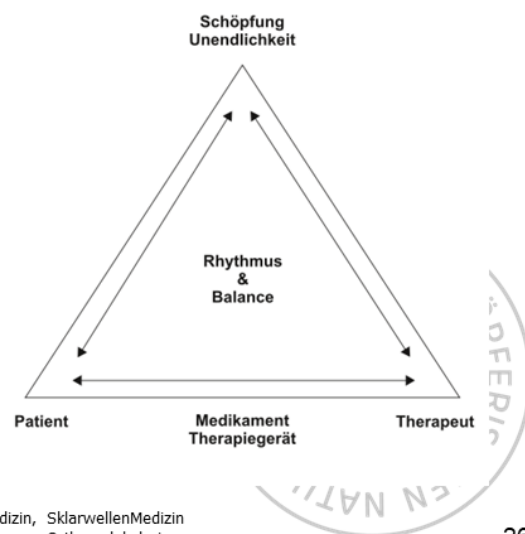 Schöpfung
Unendlichkeit
Rhythmus
&
Balance
Patient
Medikament
Therapiegerät
Therapeut
SklarwellenMedizin